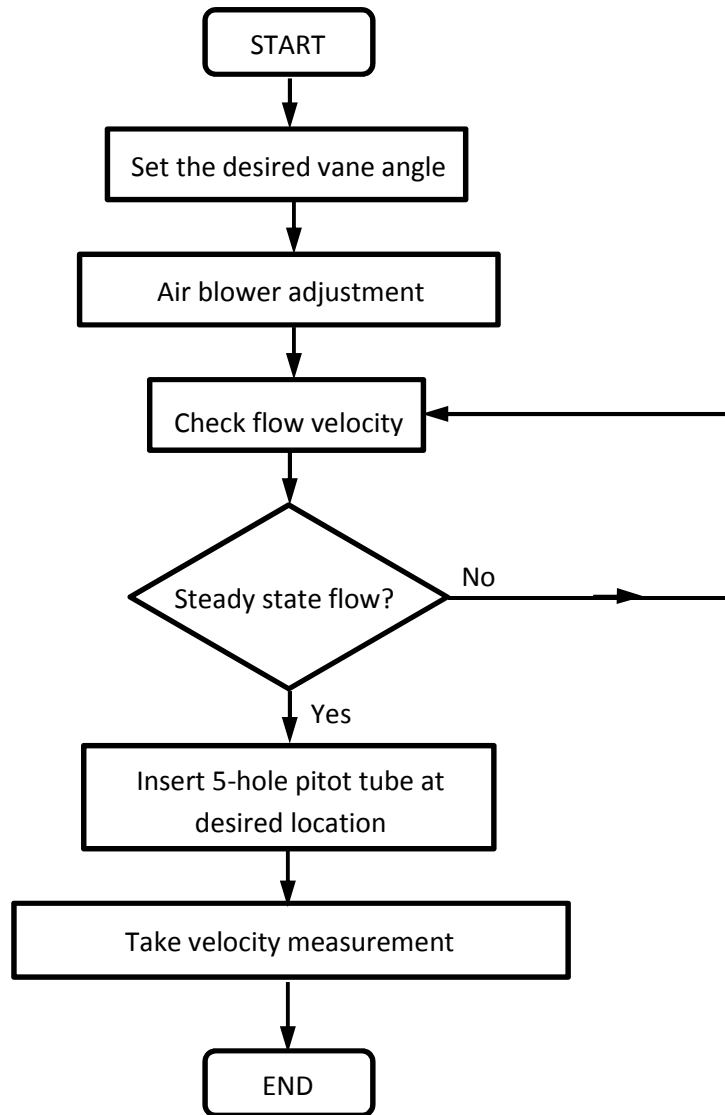 START
Set the desired vane angle
Air blower adjustment
Check flow velocity
Steady state flow?
No
Yes
Insert 5-hole pitot tube at
desired location
Take velocity measurement
END